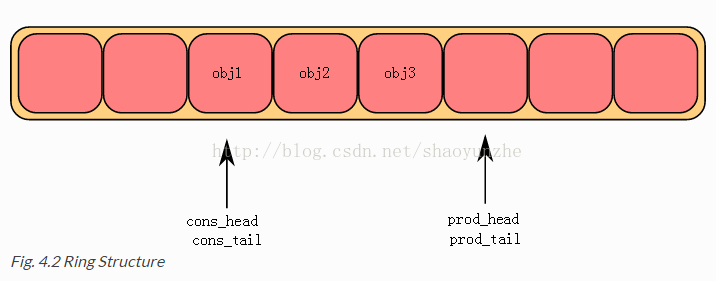 obj1 obj2 obj3
http://blog.csdn.net/shaoyunzhe
cons_head prod_head
cons_tail prod_tail
Fig. 4.2 Ring Structure